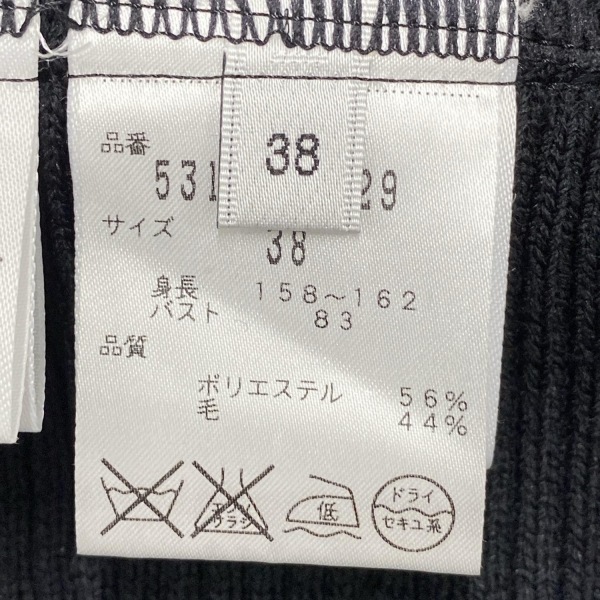 38
品番
531 29
サイズ
38
身長 158~162
バスト 83
品質
ポリエステル 56%
毛 44%
低
ドライ
セキユ系